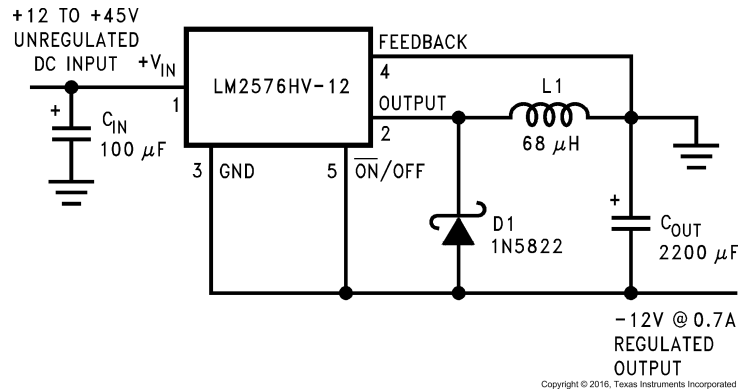 +12 TO +45V
UNREGULATED
DC INPUT
+VIN
1
CIN
100 μF
+
LM2576HV-12
FEEDBACK
4
OUTPUT
2
3 GND
5 ON/OFF
L1
68 μH
D1
1N5822
+
COUT
2200 μF
-12V @ 0.7A
REGULATED
OUTPUT
Copyright © 2016, Texas Instruments Incorporated